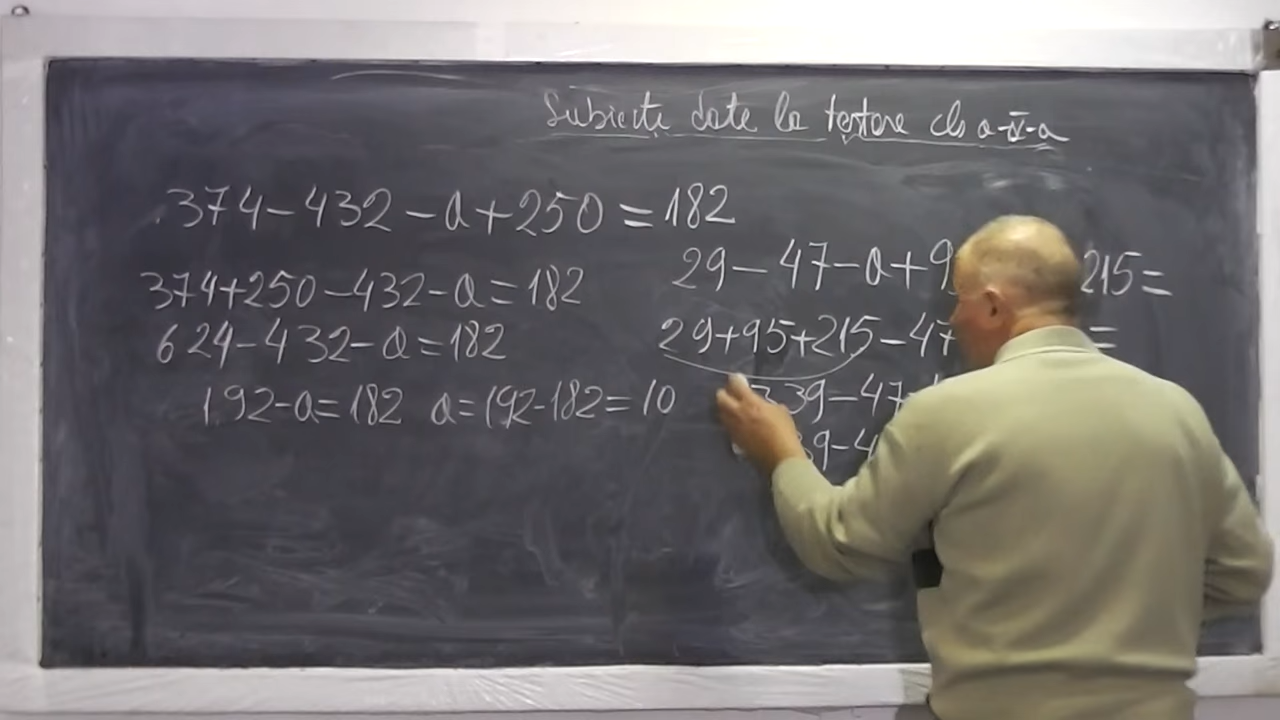 Subiecte date la testare cls a-V-a
374-432-a+250=182
374+250-432-a=182
624-432-a=182
192-a=182 a=192-182=10
29-47-a+9 215=
29+95+215-47 =
339-47-
39-4